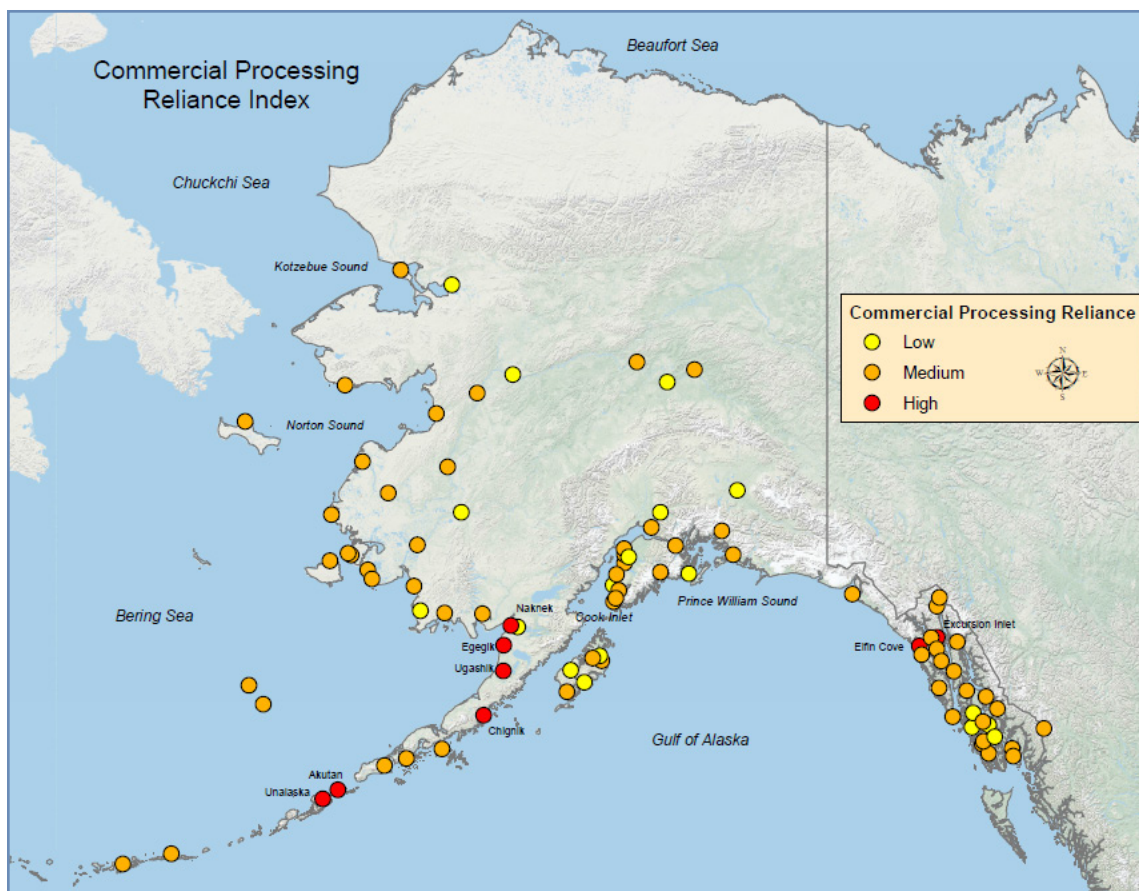 Beaufort Sea
Commercial Processing
Reliance Index
Chuckchi Sea
Kotzebue Sound
Commercial Processing Reliance
Low
Medium
High
N
W
E
S
Norton Sound
Bering Sea
Naknek
Cook Inlet
Prince William Sound
Egegik
Ugashik
Excursion Inlet
Elfin Cove
Chignik
Gulf of Alaska
Akutan
Unalaska